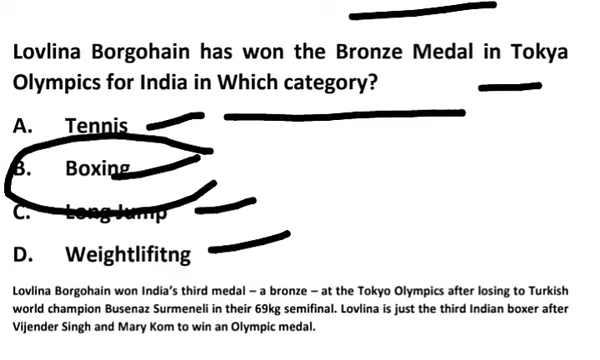 Lovlina Borgohain has won the Bronze Medal in Tokya
Olympics for India in Which category?
A. Tennis
B. Boxing
C. Long Jump
D. Weightlifitng
Lovlina Borgohain won India's third medal – a bronze – at the Tokyo Olympics after losing to Turkish
world champion Busenaz Surmeneli in their 69kg semifinal. Lovlina is just the third Indian boxer after
Vijender Singh and Mary Kom to win an Olympic medal.